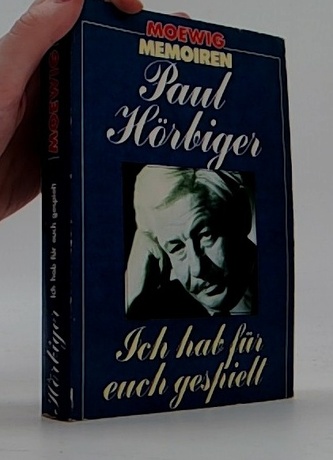 MOEWIG
MEMOIREN
Paul
Hörbiger
Ich hab für
euch gespielt
Hörbiger Ich hab für euch gespielt MOEWIG